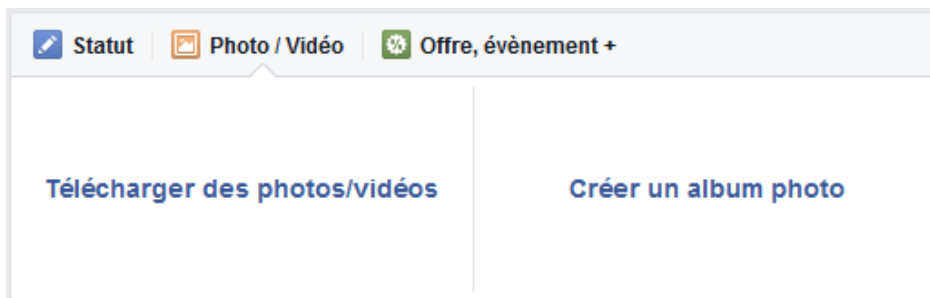 Statut Photo / Vidéo Offre, évènement +
Télécharger des photos/vidéos Créer un album photo